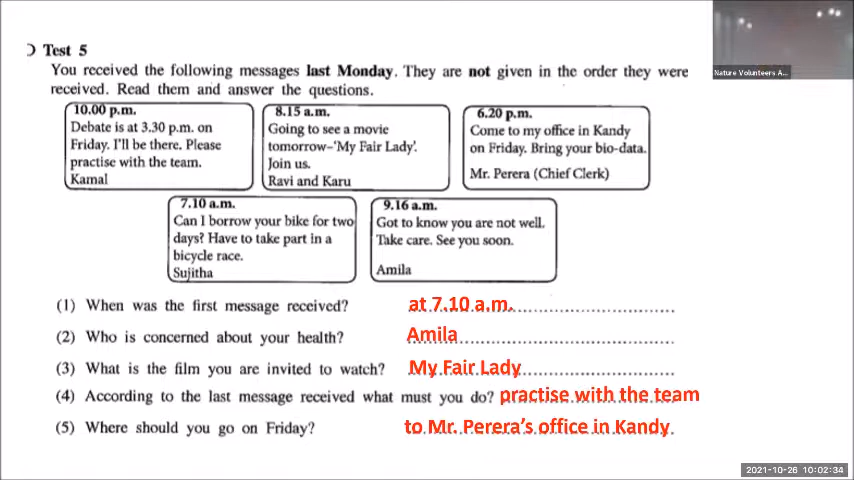 Test 5
You received the following messages last Monday. They are not given in the order they were
received. Read them and answer the questions.
10.00 p.m.
Debate is at 3.30 p.m. on
Friday. I'll be there. Please
practise with the team.
Kamal
8.15 a.m.
Going to see a movie
tomorrow–'My Fair Lady'.
Join us.
Ravi and Karu
6.20 p.m.
Come to my office in Kandy
on Friday. Bring your bio-data.
Mr. Perera (Chief Clerk)
7.10 a.m.
Can I borrow your bike for two
days? Have to take part in a
bicycle race.
Sujitha
9.16 a.m.
Got to know you are not well.
Take care. See you soon.
Amila
(1) When was the first message received? at 7.10 a.m.
(2) Who is concerned about your health? Amila
(3) What is the film you are invited to watch? My Fair Lady
(4) According to the last message received what must you do? practise with the team
(5) Where should you go on Friday? to Mr. Perera's office in Kandy.
Nature Volunteers A...
2021-10-26 10:02:34